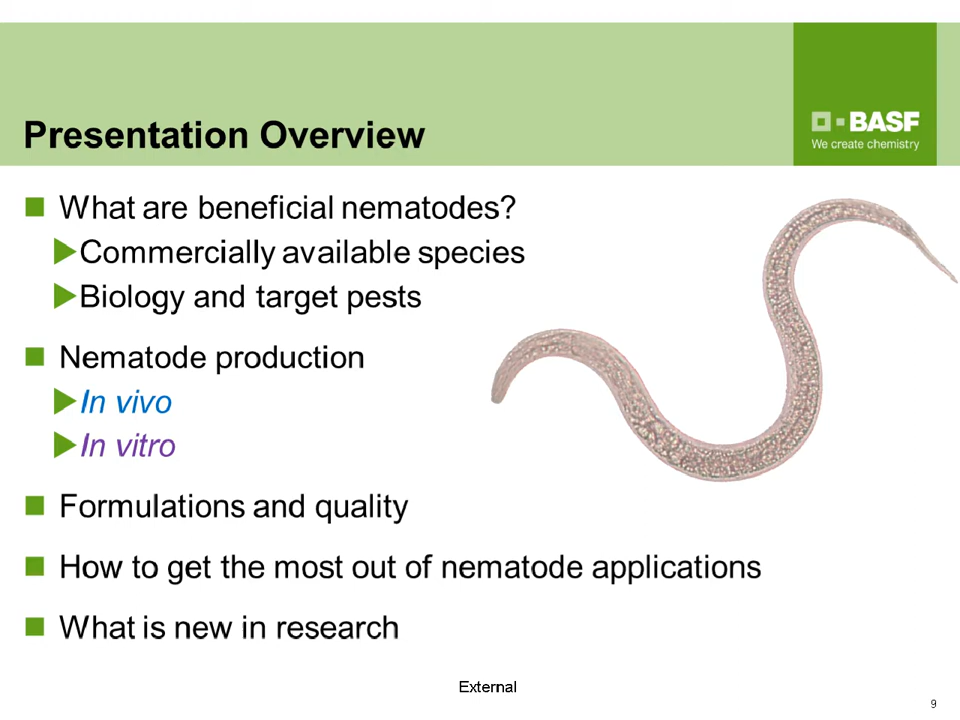 Presentation Overview
BASF
We create chemistry
What are beneficial nematodes?
Commercially available species
Biology and target pests
Nematode production
In vivo
In vitro
Formulations and quality
How to get the most out of nematode applications
What is new in research
External
9